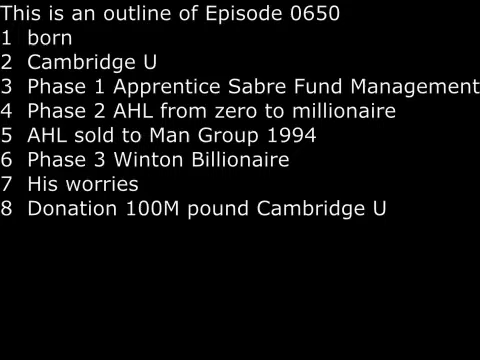 This is an outline of Episode 0650
1 born
2 Cambridge U
3 Phase 1 Apprentice Sabre Fund Management
4 Phase 2 AHL from zero to millionaire
5 AHL sold to Man Group 1994
6 Phase 3 Winton Billionaire
7 His worries
8 Donation 100M pound Cambridge U